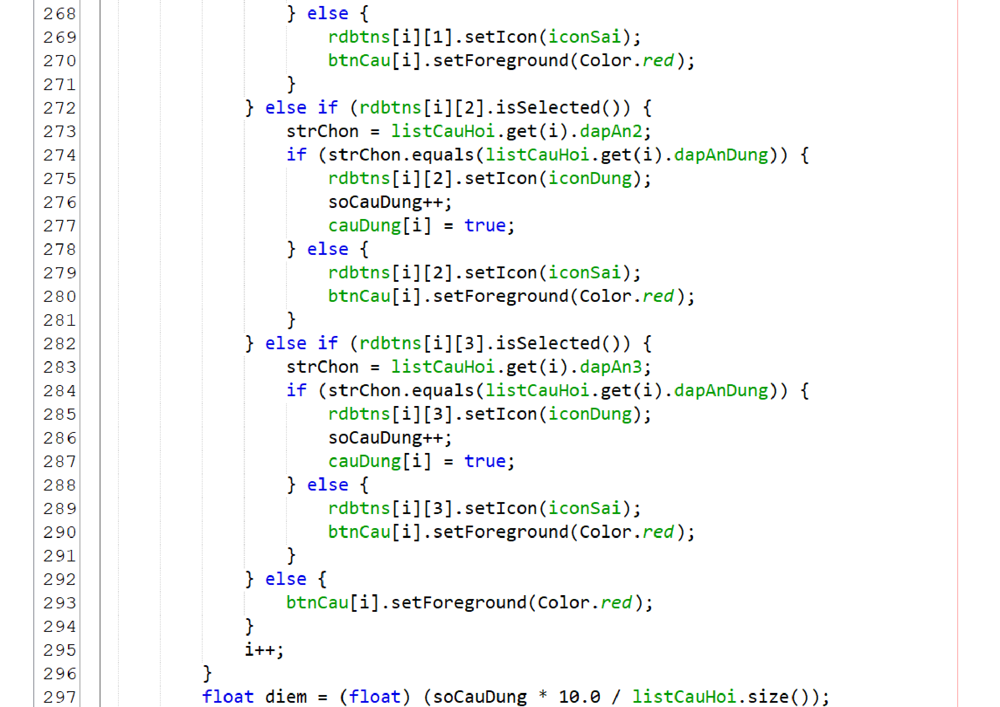 268 } else {
269 rdbtns[i][1].setIcon(iconSai);
270 btnCau[i].setForeground(Color.red);
271 }
272 } else if (rdbtns[i][2].isSelected()) {
273 strChon = listCauHoi.get(i).dapAn2;
274 if (strChon.equals(listCauHoi.get(i).dapAnDung)) {
275 rdbtns[i][2].setIcon(iconDung);
276 soCauDung++;
277 cauDung[i] = true;
278 } else {
279 rdbtns[i][2].setIcon(iconSai);
280 btnCau[i].setForeground(Color.red);
281 }
282 } else if (rdbtns[i][3].isSelected()) {
283 strChon = listCauHoi.get(i).dapAn3;
284 if (strChon.equals(listCauHoi.get(i).dapAnDung)) {
285 rdbtns[i][3].setIcon(iconDung);
286 soCauDung++;
287 cauDung[i] = true;
288 } else {
289 rdbtns[i][3].setIcon(iconSai);
290 btnCau[i].setForeground(Color.red);
291 }
292 } else {
293 btnCau[i].setForeground(Color.red);
294 }
295 i++;
296 }
297 float diem = (float) (soCauDung * 10.0 / listCauHoi.size());